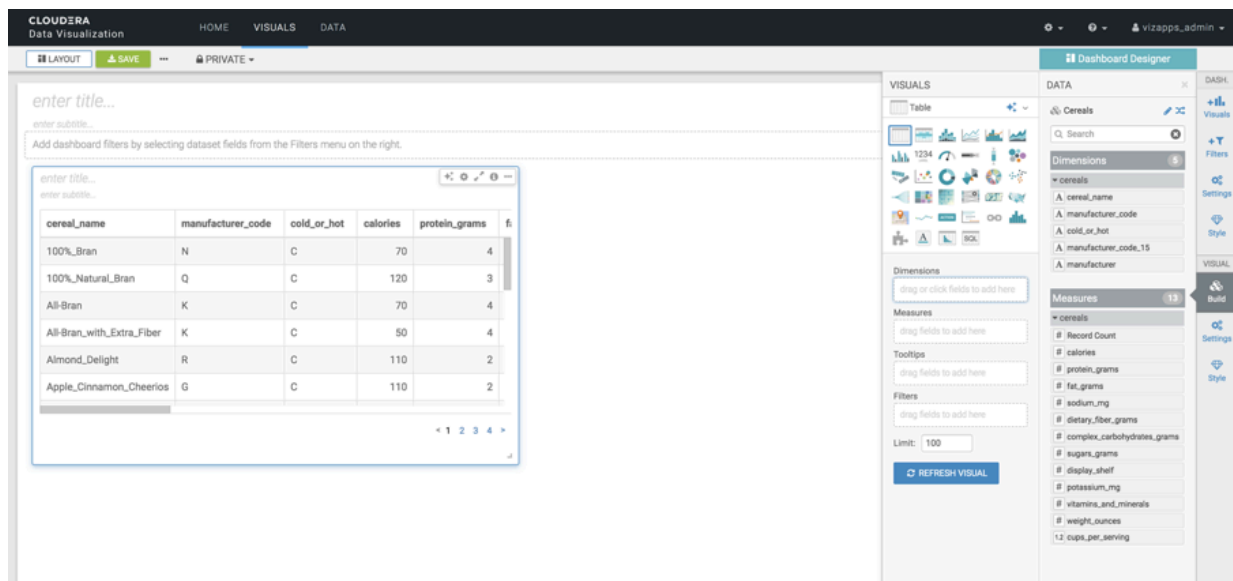 CLOUDERA
Data Visualization
HOME VISUALS DATA
vizapps_admin
LAYOUT SAVE PRIVATE
Dashboard Designer
enter title...
enter subtitle...
Add dashboard filters by selecting dataset fields from the Filters menu on the right.
enter title...
enter subtitle...
cereal_name manufacturer_code cold_or_hot calories protein_grams
100%_Bran N C 70 4
100%_Natural_Bran Q C 120 3
All-Bran K C 70 4
All-Bran_with_Extra_Fiber K C 50 4
Almond_Delight R C 110 2
Apple_Cinnamon_Cheerios G C 110 2
< 1 2 3 4 >
VISUALS
Table
1234
SQL
Dimensions
drag or click fields to add here
Measures
drag fields to add here
Tooltips
drag fields to add here
Filters
drag fields to add here
Limit: 100
REFRESH VISUAL
DATA
Cereals
Search
Dimensions 5
cereals
A cereal_name
A manufacturer_code
A cold_or_hot
A manufacturer_code_15
A manufacturer
Measures 13
cereals
# Record Count
# calories
# protein_grams
# fat_grams
# sodium_mg
# dietary_fiber_grams
# complex_carbohydrates_grams
# sugars_grams
# display_shelf
# potassium_mg
# vitamins_and_minerals
# weight_ounces
1.2 cups_per_serving
DASH.
Visuals
Filters
Settings
Style
VISUAL
Build
Settings
Style